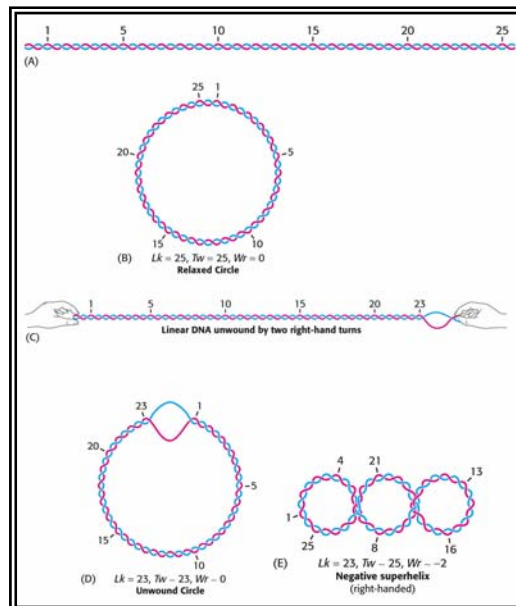 1 5 10 15 20 25
(A)
25 1
20 5
15 10
(B) Lk = 25, Tw = 25, Wr = 0
Relaxed Circle
1 5 10 15 20 23
Linear DNA unwound by two right-hand turns
(C)
23 1
20
5
15
10
(D) Lk = 23, Tw ~ 23, Wr ~ 0
Unwound Circle
4 21 13
1
25 8 16
(E) Lk = 23, Tw ~ 25, Wr ~ -2
Negative superhelix
(right-handed)